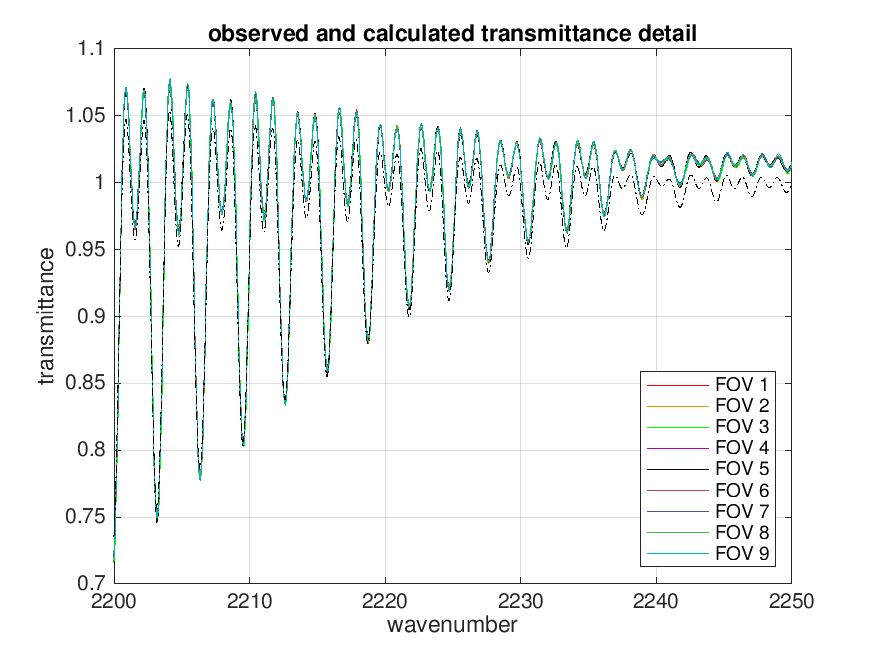 observed and calculated transmittance detail
1.1
1.05
1
0.95
0.9
0.85
0.8
0.75
0.7
transmittance
FOV 1
FOV 2
FOV 3
FOV 4
FOV 5
FOV 6
FOV 7
FOV 8
FOV 9
2200
2210
2220
2230
2240
2250
wavenumber